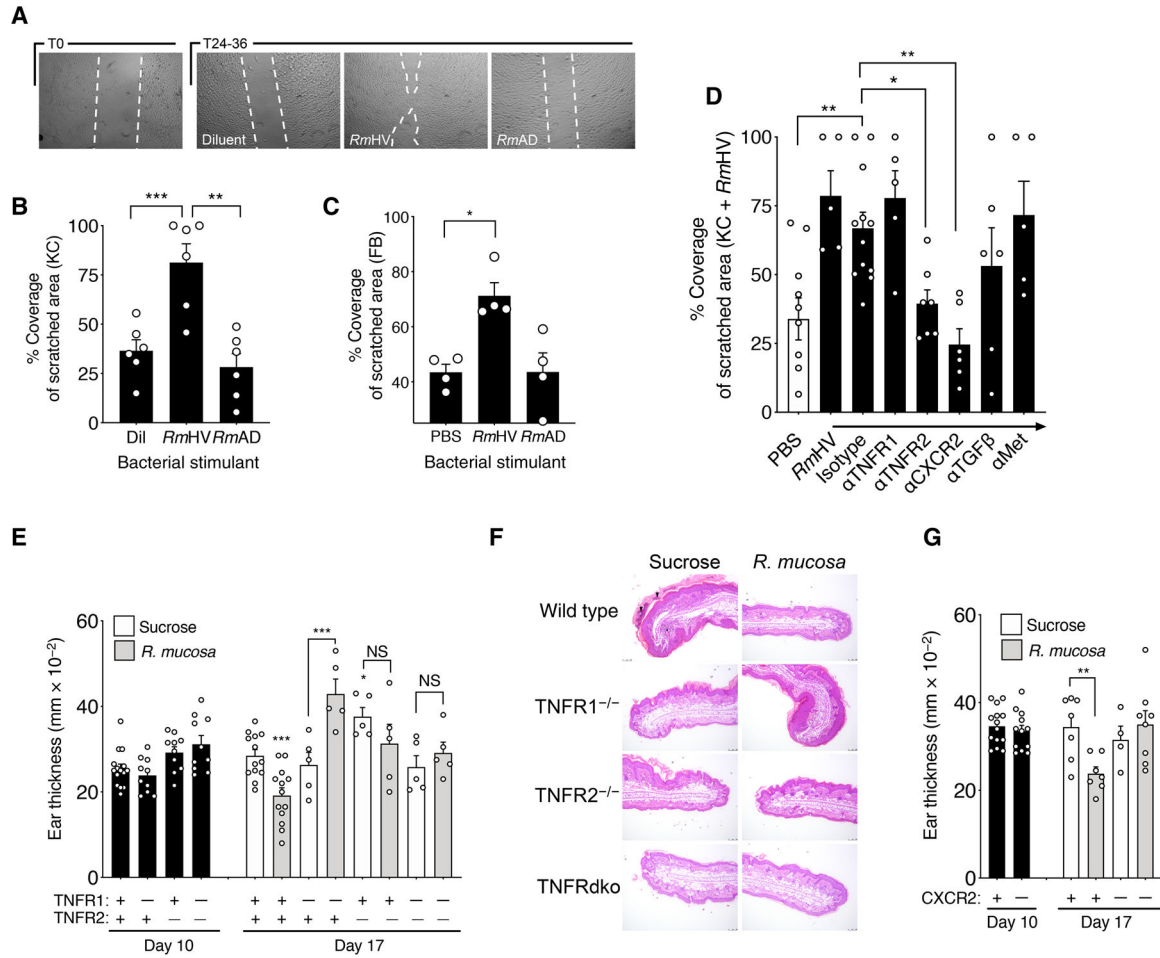 A
T0
T24-36
Diluent
RmHV
RmAD
B
***
**
% Coverage
of scratched area (KC)
100
75
50
25
0
Dil RmHV RmAD
Bacterial stimulant
C
*
% Coverage
of scratched area (FB)
100
80
60
40
PBS RmHV RmAD
Bacterial stimulant
D
**
*
**
% Coverage
of scratched area (KC + RmHV)
100
75
50
25
0
PBS
RmHV
Isotype
αTNFR1
αTNFR2
αCXCR2
αTGFβ
αMet
E
Sucrose
R. mucosa
Ear thickness (mm × 10⁻²)
60
40
20
0
***
***
*
NS
NS
TNFR1: + — + — + + — — + + — —
TNFR2: + + — — + + + + — — — —
Day 10
Day 17
F
Sucrose R. mucosa
Wild type
TNFR1⁻/⁻
TNFR2⁻/⁻
TNFRdko
G
Sucrose
R. mucosa
Ear thickness (mm × 10⁻²)
60
40
20
0
**
CXCR2: + — + + — —
Day 10
Day 17